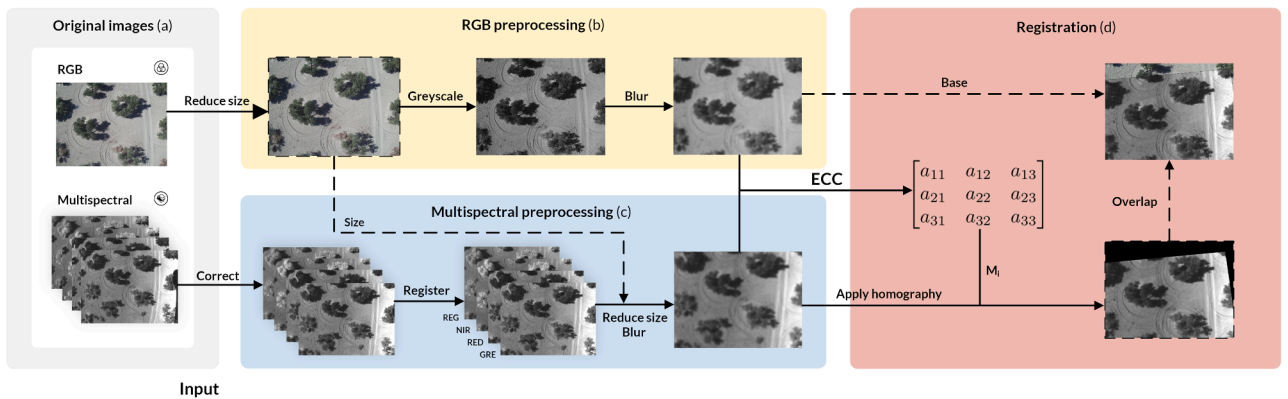 Original images (a)
RGB
Multispectral
Input
Reduce size
Correct
RGB preprocessing (b)
Greyscale
Blur
Multispectral preprocessing (c)
Size
Register
REG
NIR
RED
GRE
Reduce size
Blur
Registration (d)
Base
ECC
a11 a12 a13
a21 a22 a23
a31 a32 a33
Mi
Overlap
Apply homography